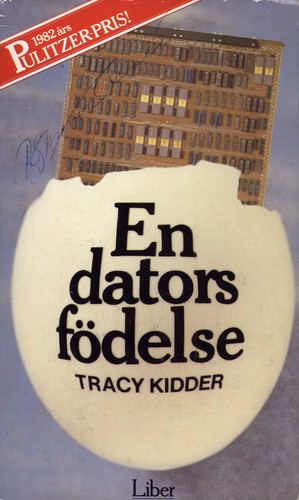 1982 års
PULITZER-PRIS!
En
dators
födelse
TRACY KIDDER
Liber